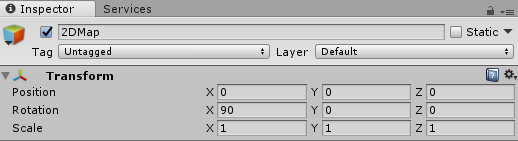 Inspector Services
2DMap Static
Tag Untagged Layer Default
Transform
Position X 0 Y 0 Z 0
Rotation X 90 Y 0 Z 0
Scale X 1 Y 1 Z 1